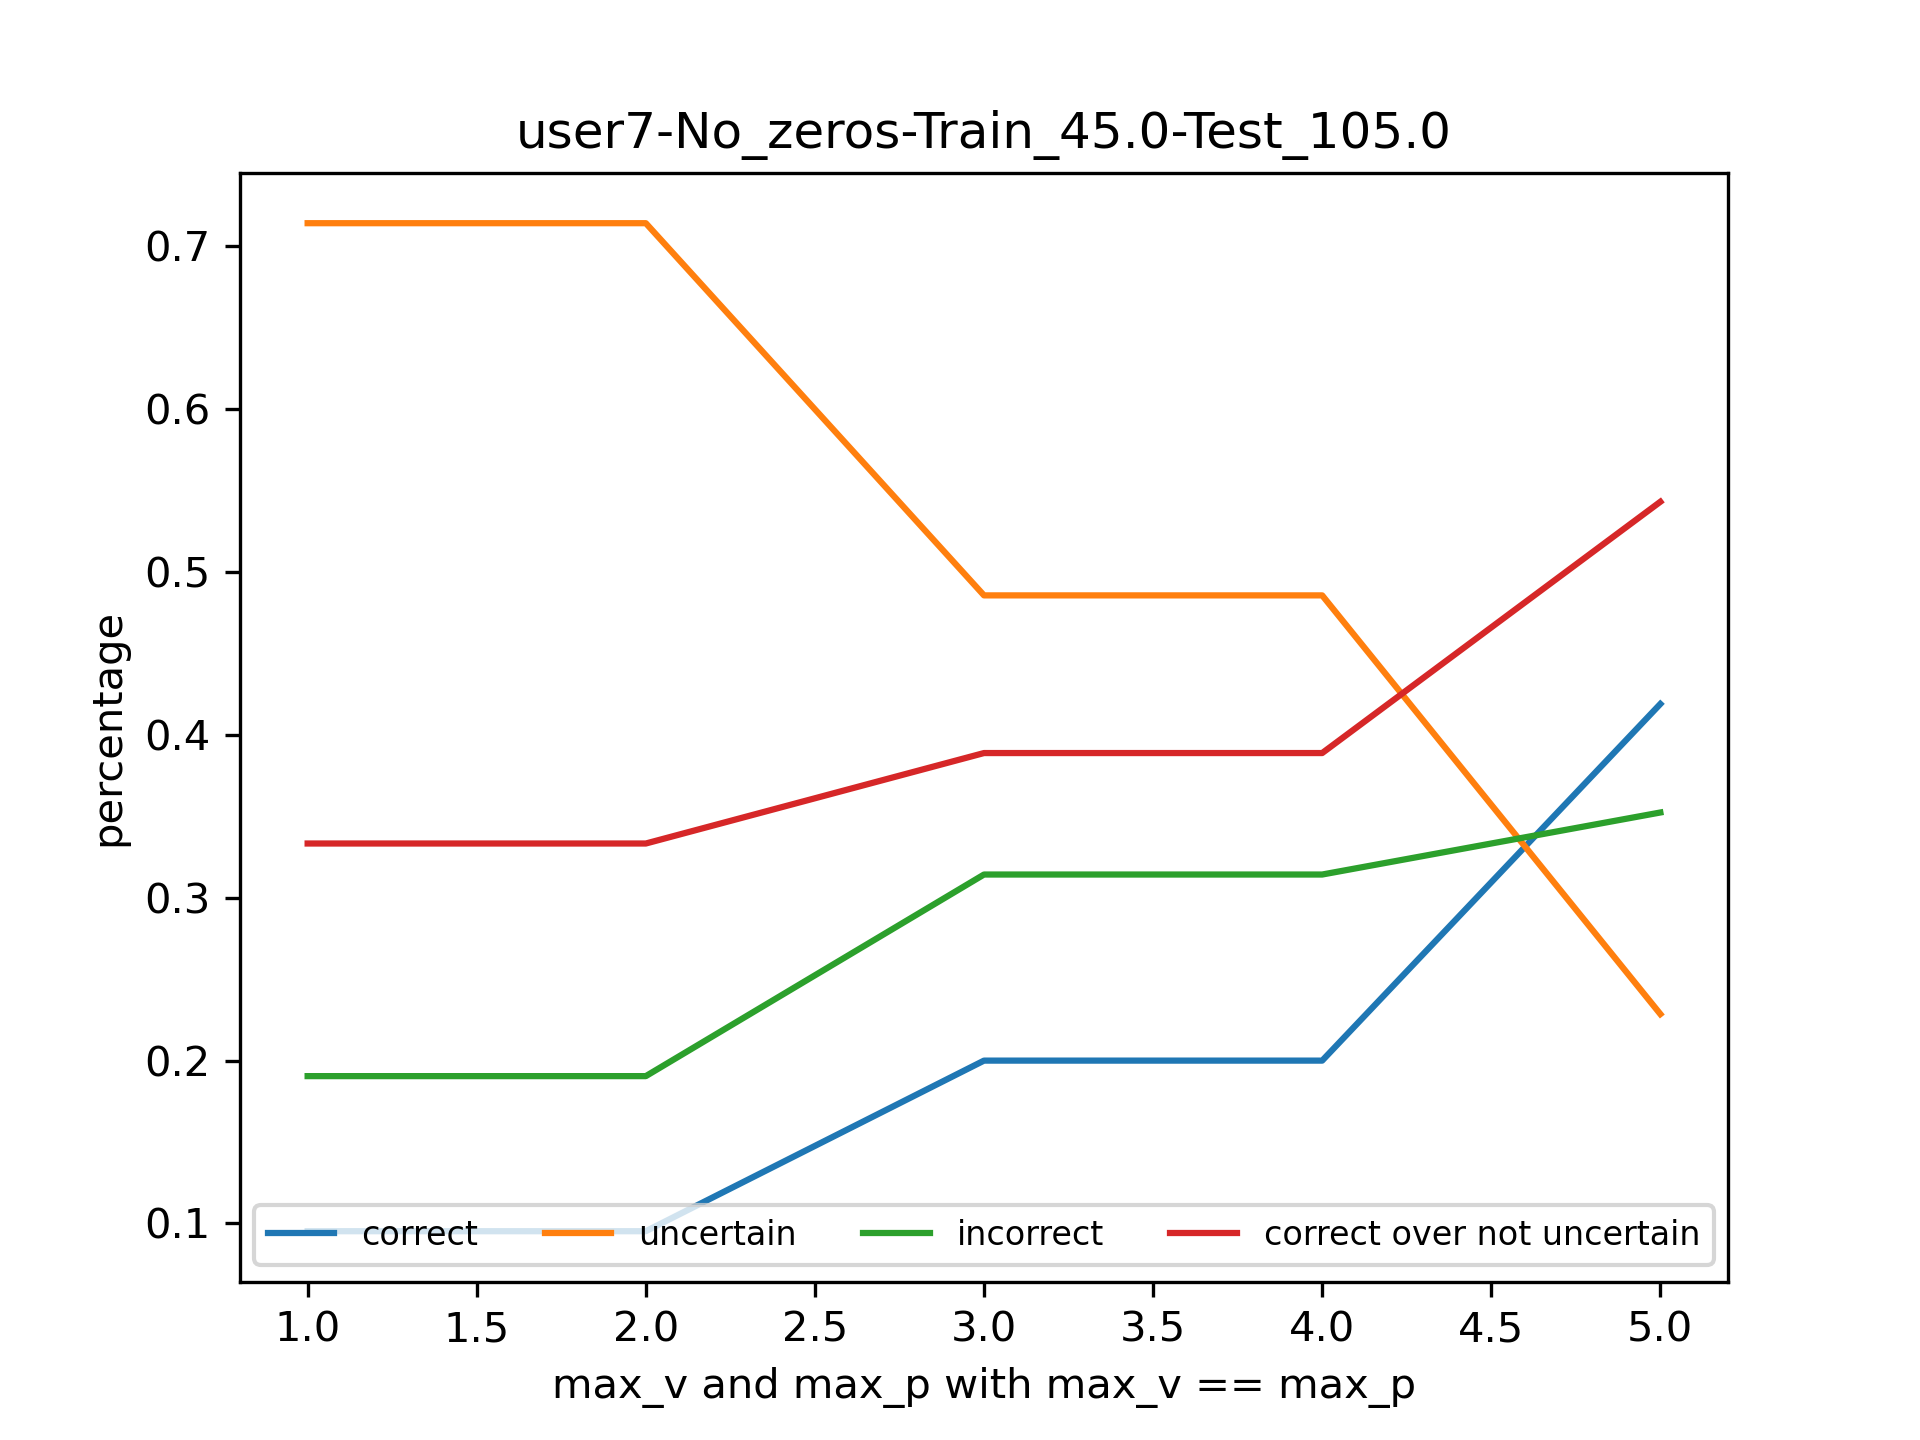 user7-No_zeros-Train_45.0-Test_105.0
percentage
0.7
0.6
0.5
0.4
0.3
0.2
0.1
correct uncertain incorrect correct over not uncertain
1.0 1.5 2.0 2.5 3.0 3.5 4.0 4.5 5.0
max_v and max_p with max_v == max_p